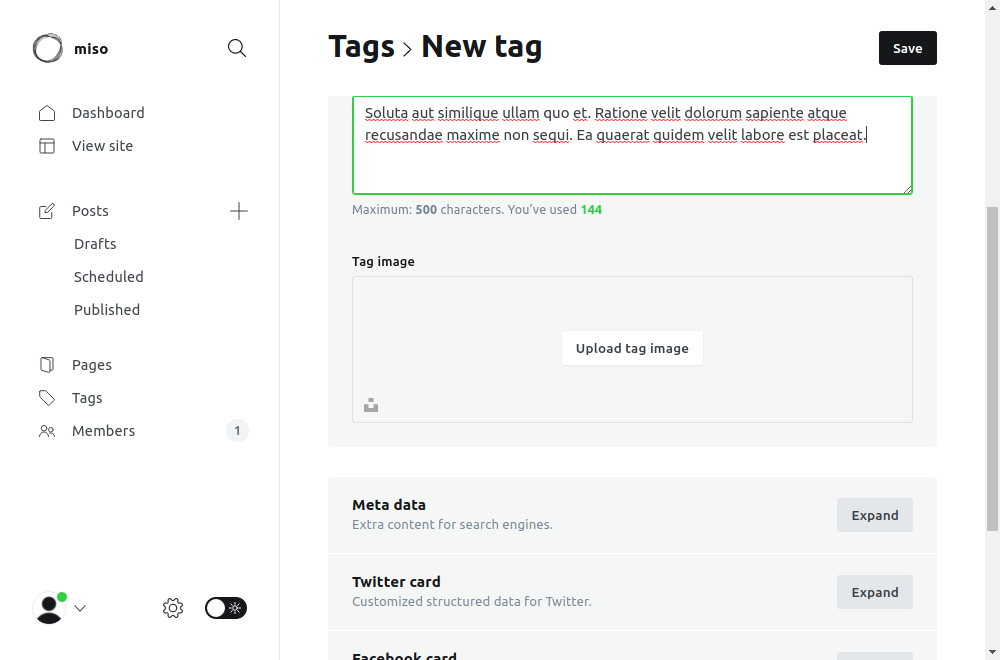 miso
Dashboard
View site
Posts
Drafts
Scheduled
Published
Pages
Tags
Members
1
Tags > New tag
Save
Soluta aut similique ullam quo et. Ratione velit dolorum sapiente atque
recusandae maxime non sequi. Ea quaerat quidem velit labore est placeat.
Maximum: 500 characters. You've used 144
Tag image
Upload tag image
Meta data
Extra content for search engines.
Expand
Twitter card
Customized structured data for Twitter.
Expand
Facebook card